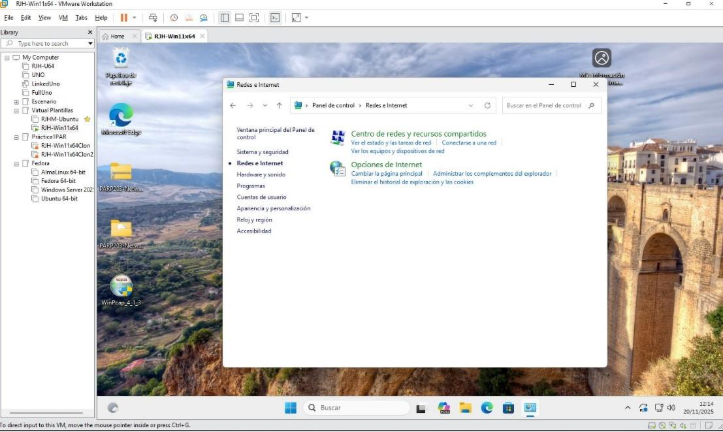 RJH-Win11x64 - VMware Workstation
File Edit View VM Tabs Help
Library
Type here to search
My Computer
RJH-U64
UNO
LinkedUno
FullUno
Escenario
Virtual Plantillas
RJHM-Ubuntu
RJH-Win11x64
Practica1PAR
RJH-Win11x64Clon
RJH-Win11x64Clon2
Fedora
AlmaLinux 64-bit
Fedora 64-bit
Windows Server 202
Ubuntu 64-bit
Home
RJH-Win11x64
Papelera de
reciclaje
Microsoft Edge
WinPcap_4_1_3
Redes e Internet
Panel de control > Redes e Internet
Buscar en el Panel de control
Ventana principal del Panel de
control
Sistema y seguridad
Redes e Internet
Hardware y sonido
Programas
Cuentas de usuario
Apariencia y personalización
Reloj y región
Accesibilidad
Centro de redes y recursos compartidos
Ver el estado y las tareas de red
Conectarse a una red
Ver los equipos y dispositivos de red
Opciones de Internet
Cambiar la página principal
Administrar los complementos del explorador
Eliminar el historial de exploración y las cookies
Buscar
12:14
20/11/2025
To direct input to this VM, move the mouse pointer inside or press Ctrl+G.